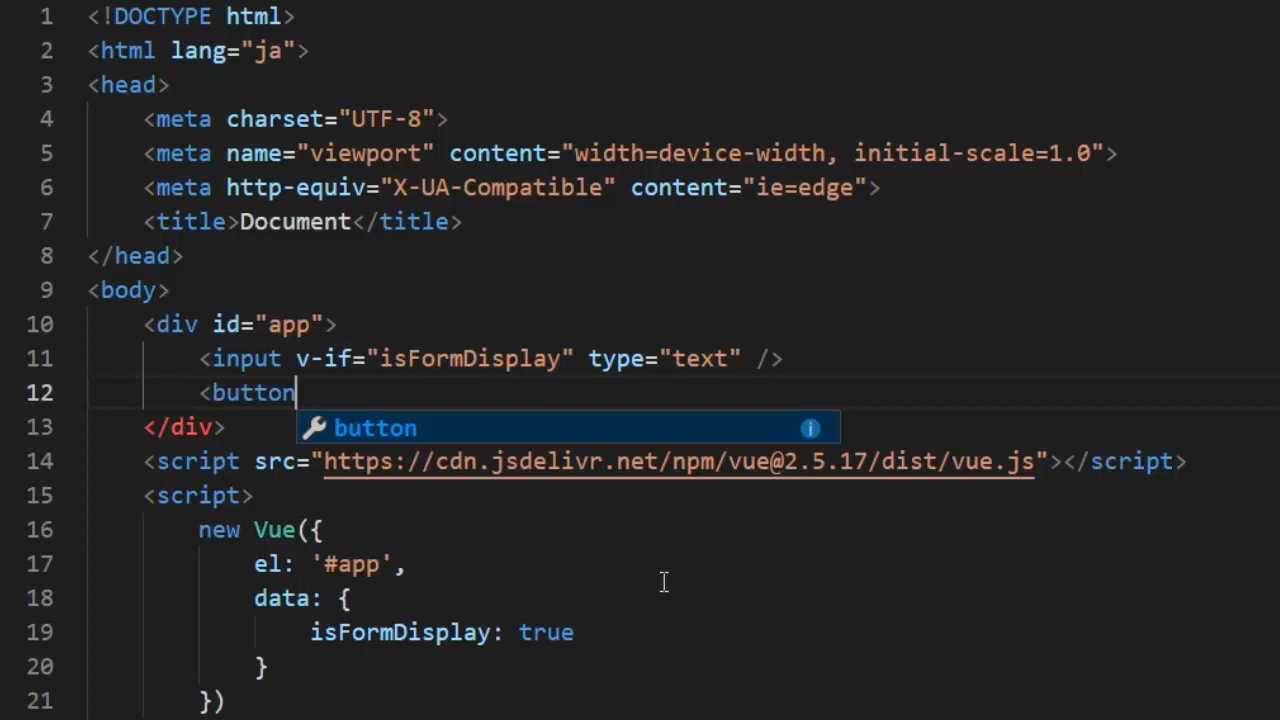 1 <!DOCTYPE html>
2 <html lang="ja">
3 <head>
4 <meta charset="UTF-8">
5 <meta name="viewport" content="width=device-width, initial-scale=1.0">
6 <meta http-equiv="X-UA-Compatible" content="ie=edge">
7 <title>Document</title>
8 </head>
9 <body>
10 <div id="app">
11 <input v-if="isFormDisplay" type="text" />
12 <button
13 </div> button
14 <script src="https://cdn.jsdelivr.net/npm/vue@2.5.17/dist/vue.js"></script>
15 <script>
16 new Vue({
17 el: '#app',
18 data: {
19 isFormDisplay: true
20 }
21 })